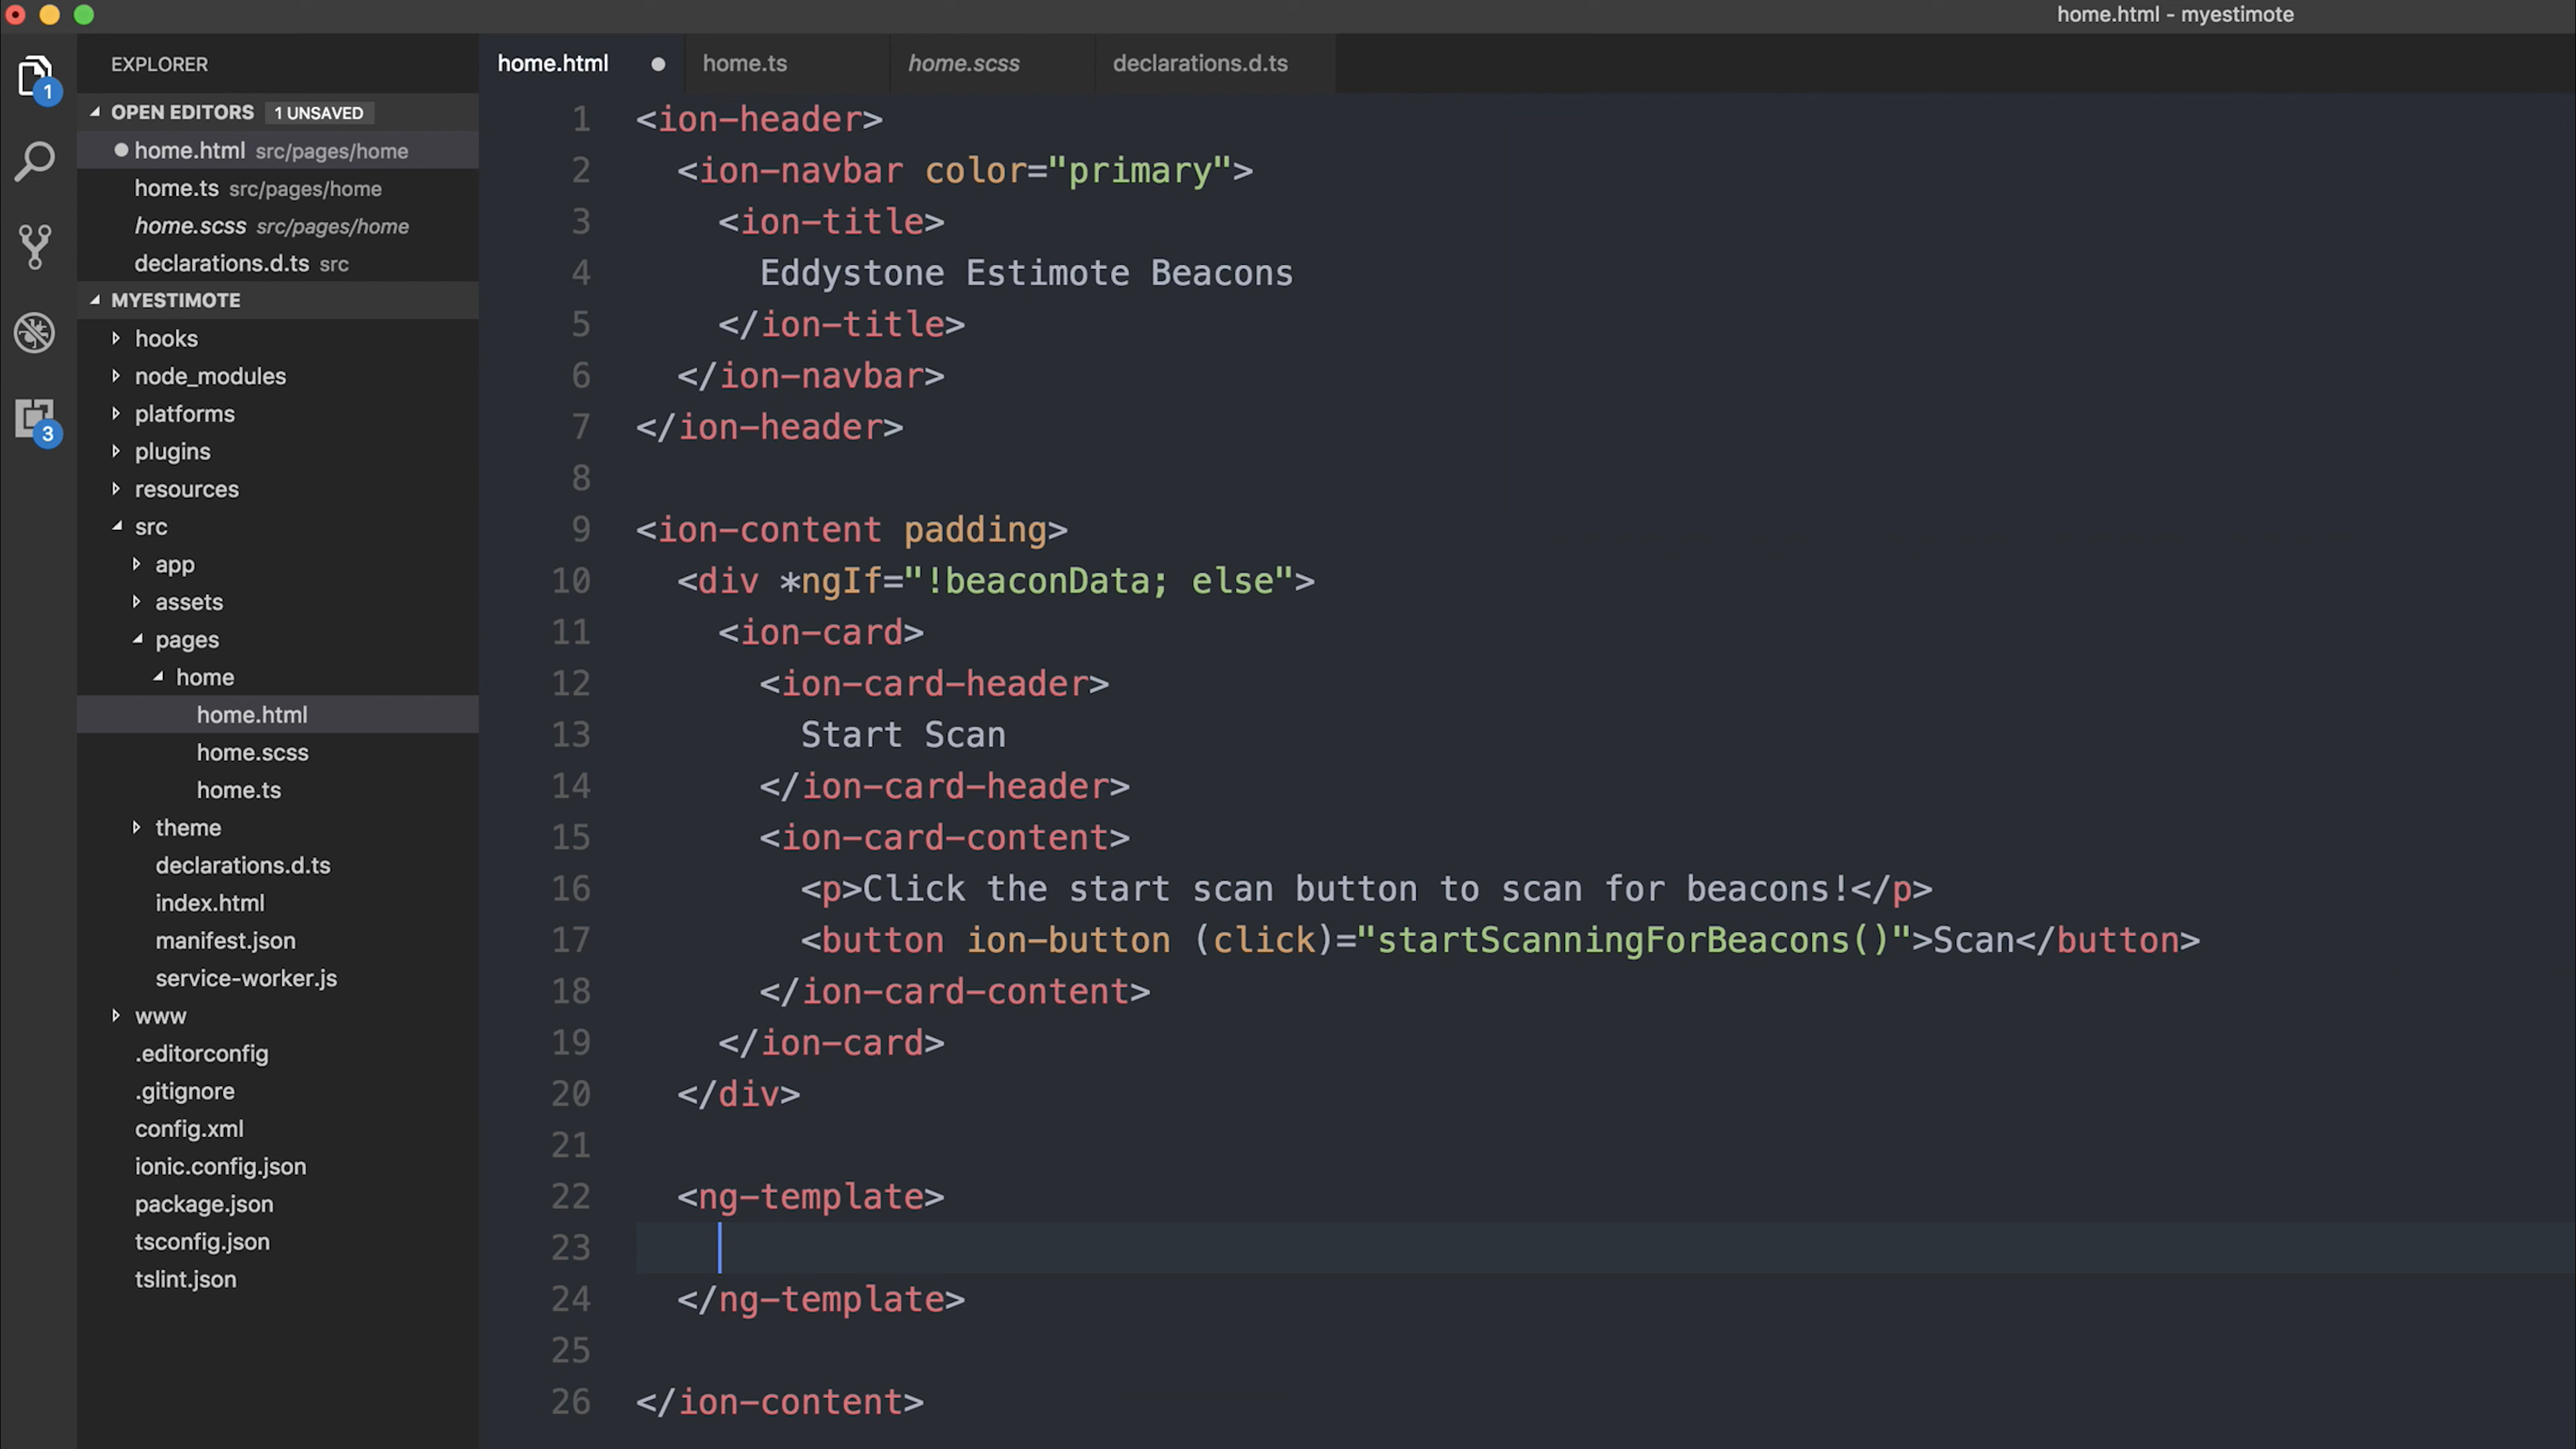 home.html - myestimote
EXPLORER
OPEN EDITORS 1 UNSAVED
home.html src/pages/home
home.ts src/pages/home
home.scss src/pages/home
declarations.d.ts src
MYESTIMOTE
hooks
node_modules
platforms
plugins
resources
src
app
assets
pages
home
home.html
home.scss
home.ts
theme
declarations.d.ts
index.html
manifest.json
service-worker.js
www
.editorconfig
.gitignore
config.xml
ionic.config.json
package.json
tsconfig.json
tslint.json
1
3
home.html home.ts home.scss declarations.d.ts
1 <ion-header>
2 <ion-navbar color="primary">
3 <ion-title>
4 Eddystone Estimote Beacons
5 </ion-title>
6 </ion-navbar>
7 </ion-header>
8
9 <ion-content padding>
10 <div *ngIf="!beaconData; else">
11 <ion-card>
12 <ion-card-header>
13 Start Scan
14 </ion-card-header>
15 <ion-card-content>
16 <p>Click the start scan button to scan for beacons!</p>
17 <button ion-button (click)="startScanningForBeacons()">Scan</button>
18 </ion-card-content>
19 </ion-card>
20 </div>
21
22 <ng-template>
23
24 </ng-template>
25
26 </ion-content>